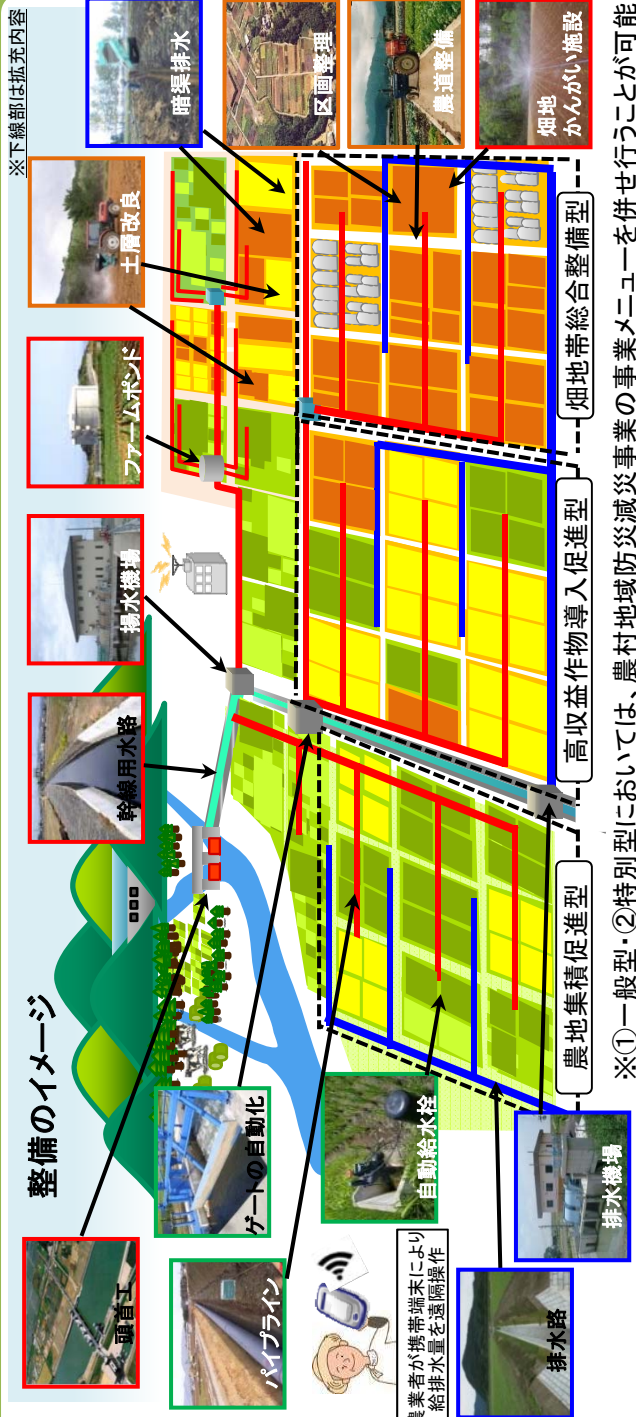 ※下線部は拡充内容
整備のイメージ
頭首工
幹線用水路
揚水機場
ファームポンド
土層改良
暗渠排水
区画整理
農道整備
畑地
かんがい施設
ゲートの自動化
パイプライン
自動給水栓
農業者が携帯端末により
給排水量を遠隔操作
排水路
排水機場
農地集積促進型
高収益作物導入促進型
畑地帯総合整備型
※①一般型・②特別型においては、農村地域防災減災事業の事業メニューを併せ行うことが可能